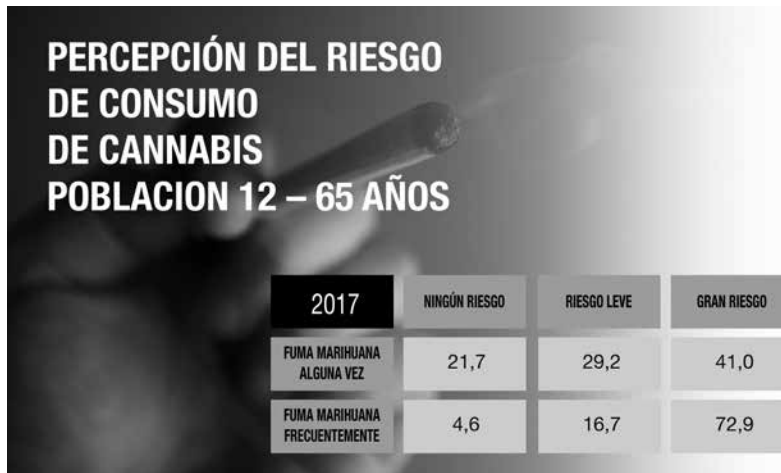 PERCEPCIÓN DEL RIESGO
DE CONSUMO
DE CANNABIS
POBLACION 12 – 65 AÑOS
2017 NINGÚN RIESGO RIESGO LEVE GRAN RIESGO
FUMA MARIHUANA
ALGUNA VEZ 21,7 29,2 41,0
FUMA MARIHUANA
FRECUENTEMENTE 4,6 16,7 72,9